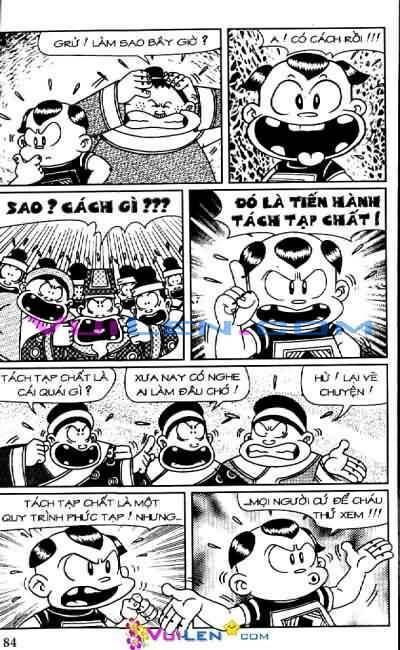 GRỪ ! LÀM SAO BÂY GIỜ ?
A ! CÓ CÁCH RỒI !!!
SAO ? CÁCH GÌ ???
ĐÓ LÀ TIẾN HÀNH
TÁCH TẠP CHẤT !
VUILEN.COM
TÁCH TẠP CHẤT LÀ
CÁI QUÁI GÌ ?
XƯA NAY CÓ NGHE
AI LÀM ĐÂU CHỚ !
HỪ ! LẠI VẼ
CHUYỆN !
TÁCH TẠP CHẤT LÀ MỘT
QUY TRÌNH PHỨC TẠP ! NHƯNG...
...MỌI NGƯỜI CỨ ĐỂ CHÁU
THỬ XEM !!!
84
VUILEN.COM